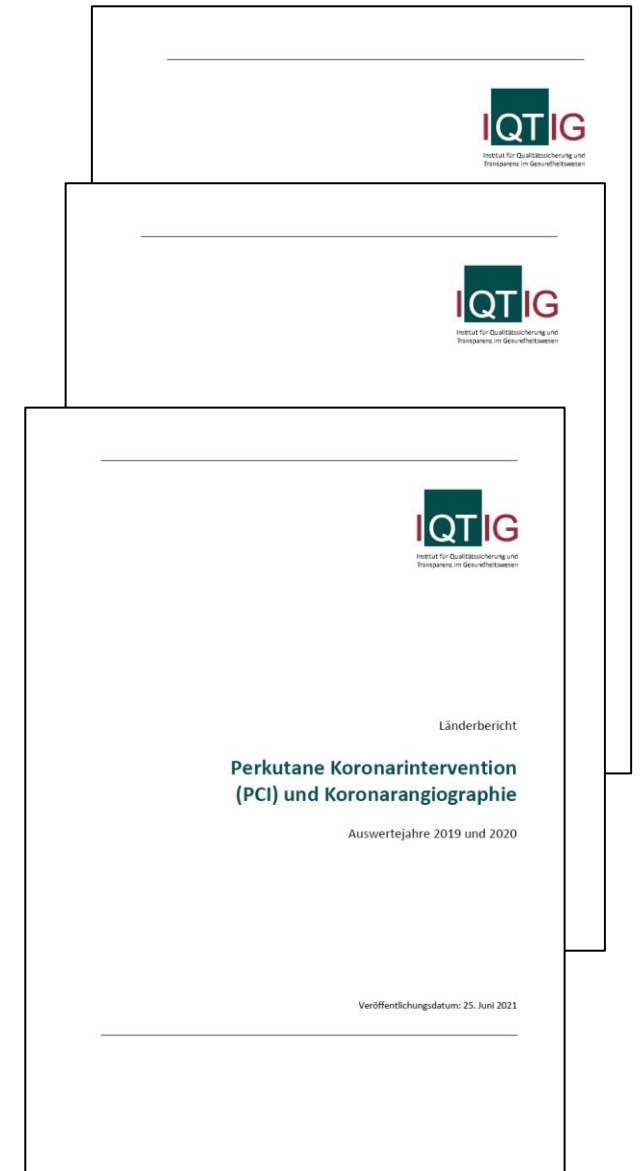 IQTIG
Institut für Qualitätssicherung und
Transparenz im Gesundheitswesen
IQTIG
Institut für Qualitätssicherung und
Transparenz im Gesundheitswesen
IQTIG
Institut für Qualitätssicherung und
Transparenz im Gesundheitswesen
Länderbericht
Perkutane Koronarintervention
(PCI) und Koronarangiographie
Auswertejahre 2019 und 2020
Veröffentlichungsdatum: 25. Juni 2021